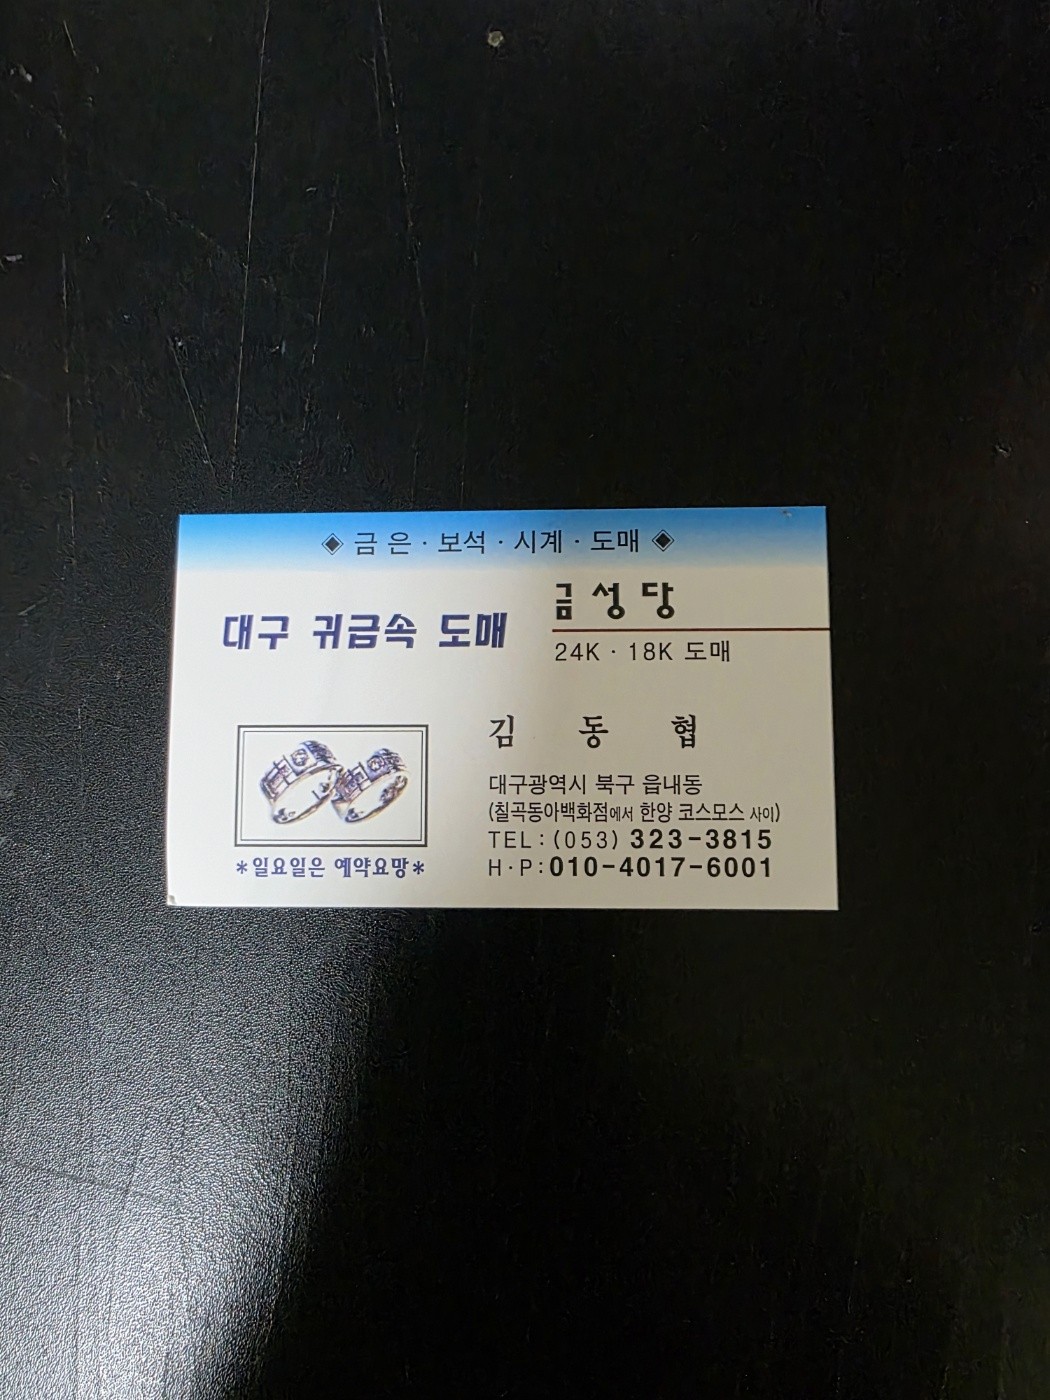 ◈ 금 은 · 보석 · 시계 · 도매 ◈
대구 귀금속 도매
금성당
24K · 18K 도매
김 동 협
대구광역시 북구 읍내동
(칠곡동아백화점에서 한양 코스모스 사이)
TEL : (053) 323-3815
H · P : 010-4017-6001
*일요일은 예약요망*